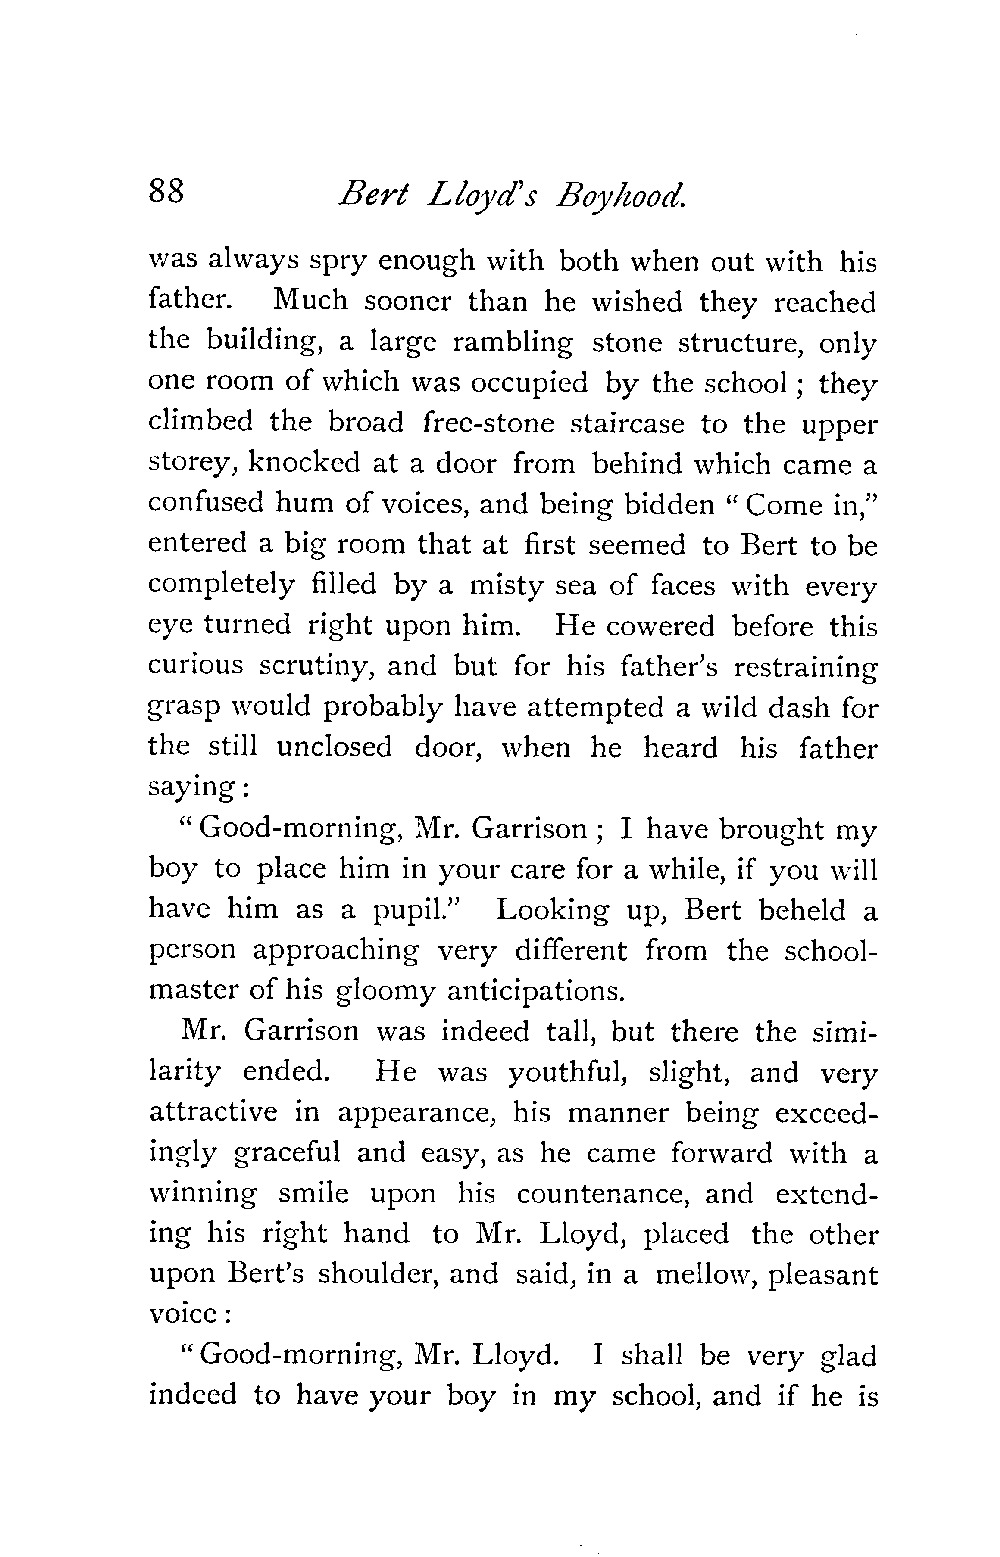 88 Bert Lloyd's Boyhood.
was always spry enough with both when out with his
father. Much sooner than he wished they reached
the building, a large rambling stone structure, only
one room of which was occupied by the school ; they
climbed the broad free-stone staircase to the upper
storey, knocked at a door from behind which came a
confused hum of voices, and being bidden “ Come in,”
entered a big room that at first seemed to Bert to be
completely filled by a misty sea of faces with every
eye turned right upon him. He cowered before this
curious scrutiny, and but for his father's restraining
grasp would probably have attempted a wild dash for
the still unclosed door, when he heard his father
saying :
“ Good-morning, Mr. Garrison ; I have brought my
boy to place him in your care for a while, if you will
have him as a pupil.” Looking up, Bert beheld a
person approaching very different from the school-
master of his gloomy anticipations.
Mr. Garrison was indeed tall, but there the simi-
larity ended. He was youthful, slight, and very
attractive in appearance, his manner being exceed-
ingly graceful and easy, as he came forward with a
winning smile upon his countenance, and extend-
ing his right hand to Mr. Lloyd, placed the other
upon Bert's shoulder, and said, in a mellow, pleasant
voice :
“ Good-morning, Mr. Lloyd. I shall be very glad
indeed to have your boy in my school, and if he is